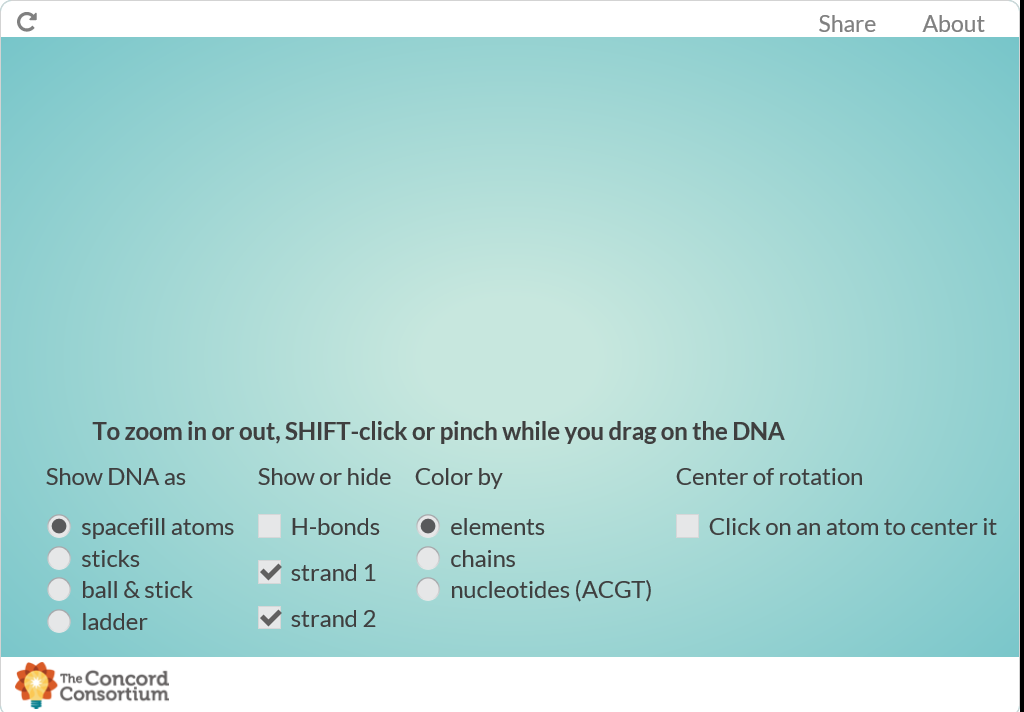 Share About
To zoom in or out, SHIFT-click or pinch while you drag on the DNA
Show DNA as
spacefill atoms
sticks
ball & stick
ladder
Show or hide
H-bonds
strand 1
strand 2
Color by
elements
chains
nucleotides (ACGT)
Center of rotation
Click on an atom to center it
The Concord
Consortium